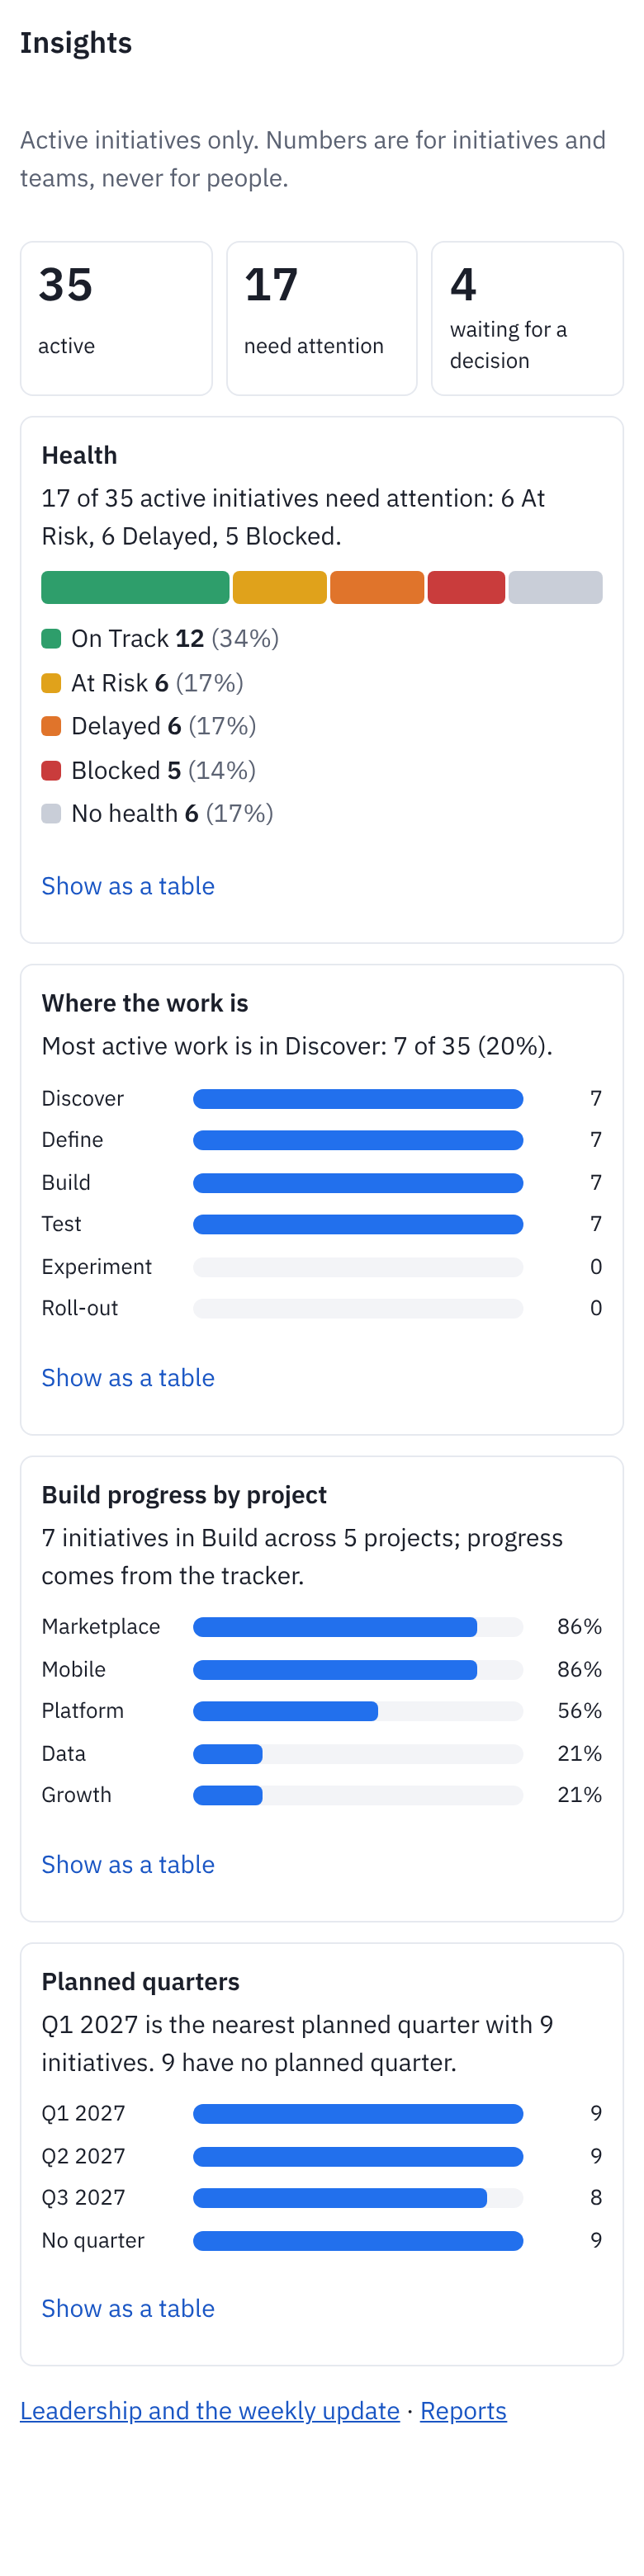 Insights
Active initiatives only. Numbers are for initiatives and
teams, never for people.
35
active
17
need attention
4
waiting for a
decision
Health
17 of 35 active initiatives need attention: 6 At
Risk, 6 Delayed, 5 Blocked.
On Track 12 (34%)
At Risk 6 (17%)
Delayed 6 (17%)
Blocked 5 (14%)
No health 6 (17%)
Show as a table
Where the work is
Most active work is in Discover: 7 of 35 (20%).
Discover 7
Define 7
Build 7
Test 7
Experiment 0
Roll-out 0
Show as a table
Build progress by project
7 initiatives in Build across 5 projects; progress
comes from the tracker.
Marketplace 86%
Mobile 86%
Platform 56%
Data 21%
Growth 21%
Show as a table
Planned quarters
Q1 2027 is the nearest planned quarter with 9
initiatives. 9 have no planned quarter.
Q1 2027 9
Q2 2027 9
Q3 2027 8
No quarter 9
Show as a table
Leadership and the weekly update · Reports